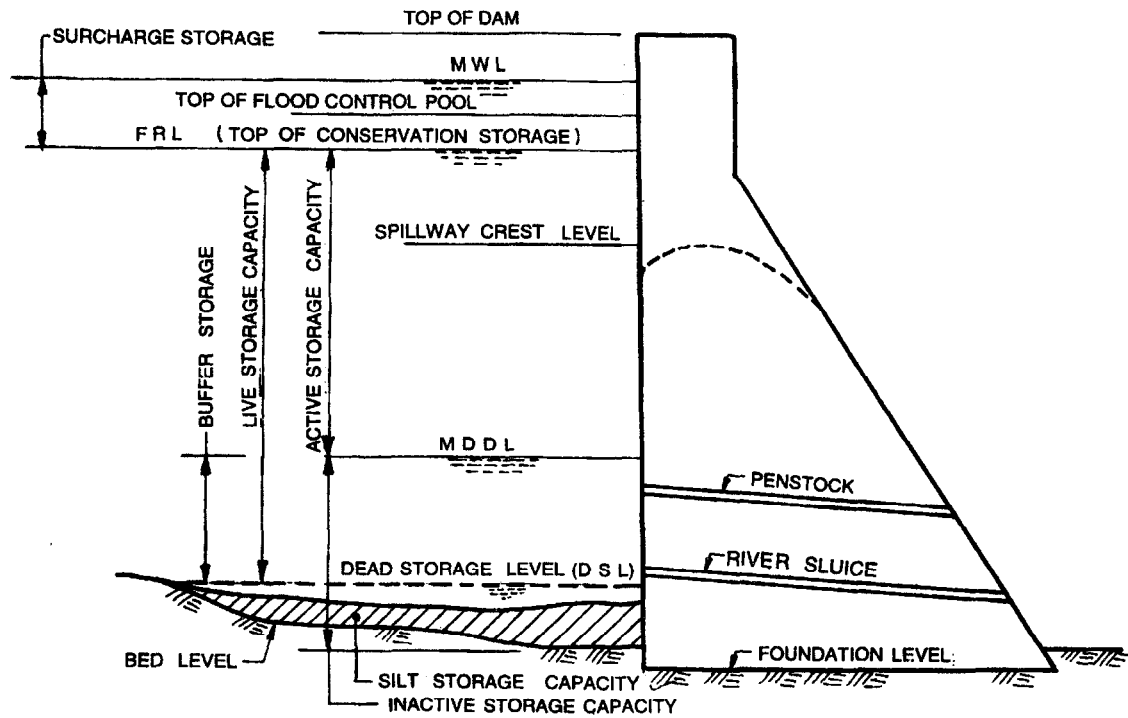 TOP OF DAM
SURCHARGE STORAGE
M W L
TOP OF FLOOD CONTROL POOL
F R L ( TOP OF CONSERVATION STORAGE )
BUFFER STORAGE
LIVE STORAGE CAPACITY
ACTIVE STORAGE CAPACITY
SPILLWAY CREST LEVEL
M D D L
PENSTOCK
DEAD STORAGE LEVEL (D S L)
RIVER SLUICE
BED LEVEL
FOUNDATION LEVEL
SILT STORAGE CAPACITY
INACTIVE STORAGE CAPACITY